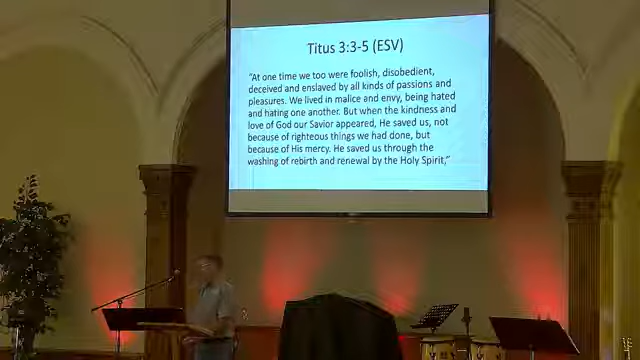 Titus 3:3-5 (ESV)
“At one time we too were foolish, disobedient,
deceived and enslaved by all kinds of passions and
pleasures. We lived in malice and envy, being hated
and hating one another. But when the kindness and
love of God our Savior appeared, He saved us, not
because of righteous things we had done, but
because of His mercy. He saved us through the
washing of rebirth and renewal by the Holy Spirit,”